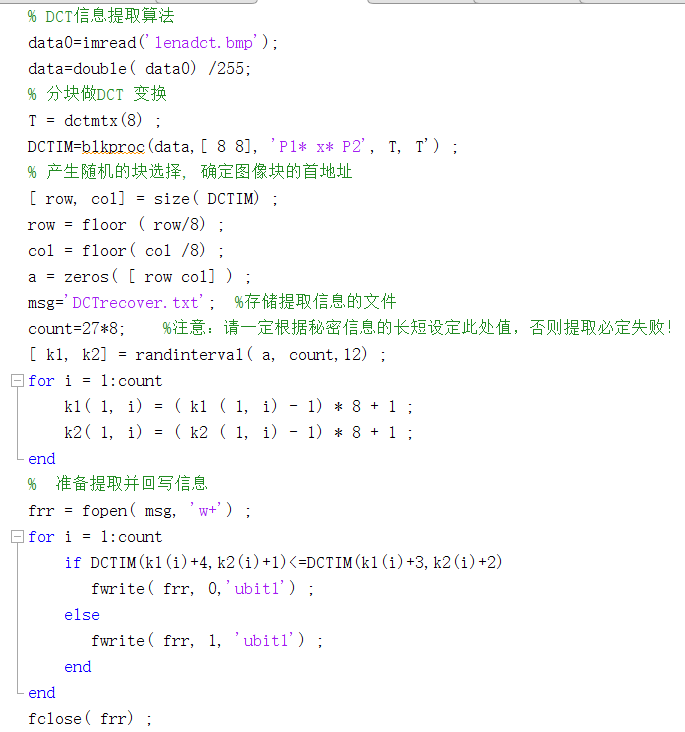 % DCT信息提取算法
data0=imread('lenadct.bmp');
data=double( data0) /255;
% 分块做DCT 变换
T = dctmtx(8) ;
DCTIM=blkproc(data,[ 8 8], 'P1* x* P2', T, T') ;
% 产生随机的块选择, 确定图像块的首地址
[ row, col] = size( DCTIM) ;
row = floor ( row/8) ;
col = floor( col /8) ;
a = zeros( [ row col] ) ;
msg='DCTrecover.txt';  %存储提取信息的文件
count=27*8;    %注意：请一定根据秘密信息的长短设定此处值，否则提取必定失败!
[ k1, k2] = randinterval( a, count,12) ;
for i = 1:count
k1( 1, i) = ( k1 ( 1, i) - 1) * 8 + 1 ;
k2( 1, i) = ( k2 ( 1, i) - 1) * 8 + 1 ;
end
%  准备提取并回写信息
frr = fopen( msg, 'w+') ;
for i = 1:count
if DCTIM(k1(i)+4,k2(i)+1)<=DCTIM(k1(i)+3,k2(i)+2)
fwrite( frr, 0,'ubit1') ;
else
fwrite( frr, 1, 'ubit1') ;
end
end
fclose( frr) ;